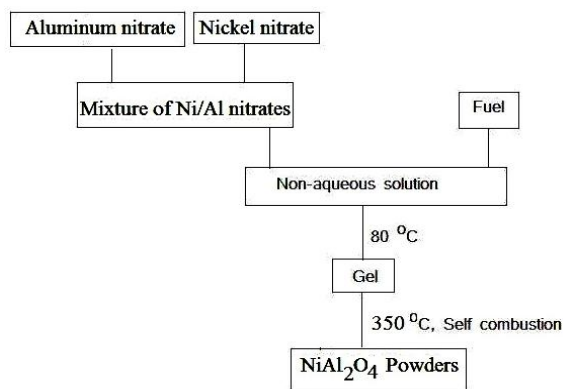 Aluminum nitrate
Nickel nitrate
Mixture of Ni/Al nitrates
Fuel
Non-aqueous solution
80 °C
Gel
350 °C, Self combustion
NiAl₂O₄ Powders